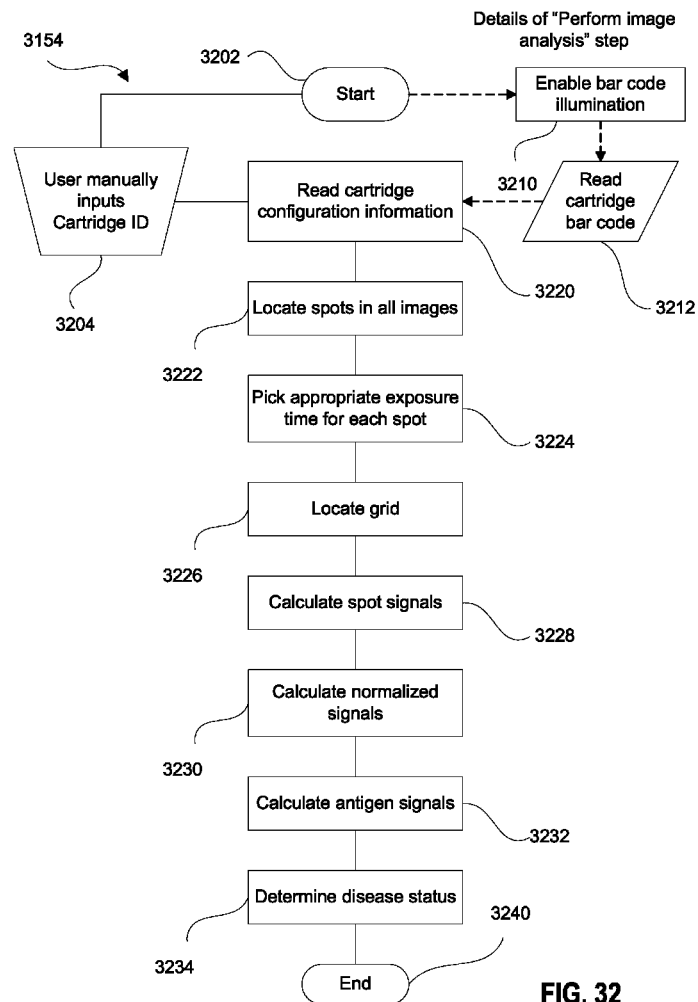 Details of “Perform image
analysis” step
3154
3202
Start
Enable bar code
illumination
User manually
inputs
Cartridge ID
Read cartridge
configuration information
3210
Read
cartridge
bar code
3204
3220
3212
Locate spots in all images
3222
Pick appropriate exposure
time for each spot
3224
Locate grid
3226
Calculate spot signals
3228
Calculate normalized
signals
3230
Calculate antigen signals
3232
Determine disease status
3234
3240
End
FIG. 32